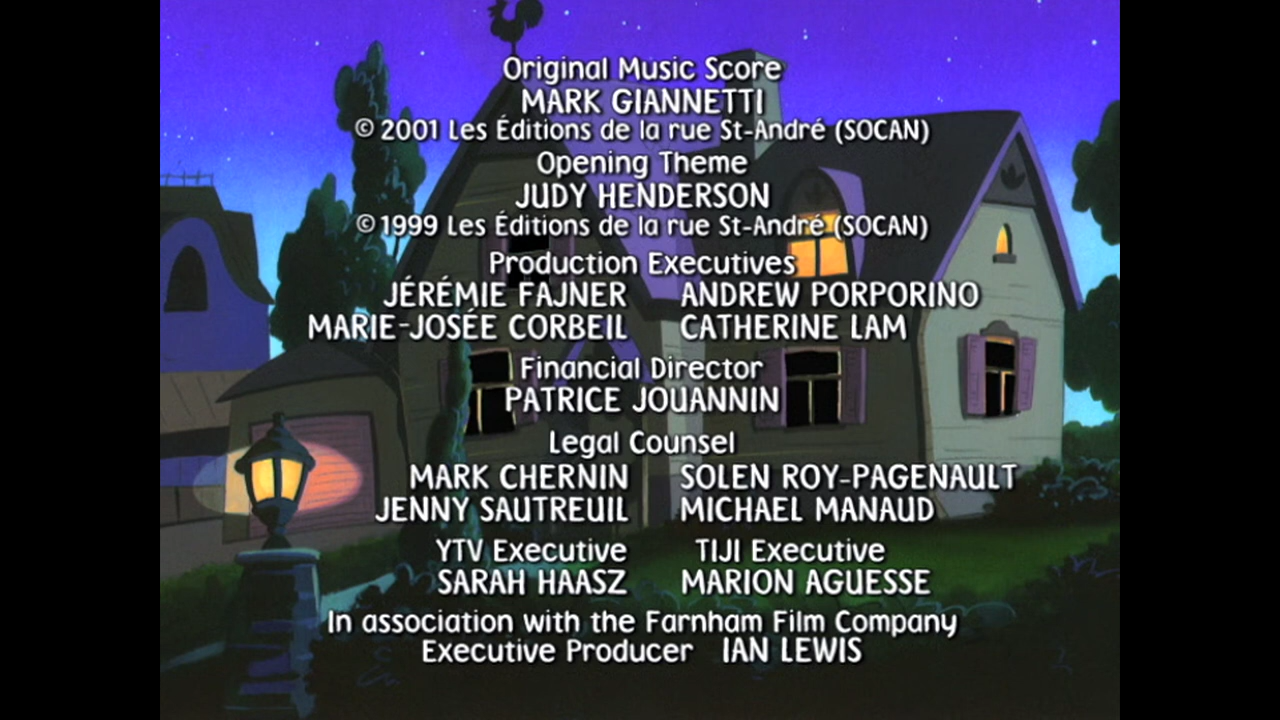 Original Music Score
MARK GIANNETTI
© 2001 Les Éditions de la rue St-André (SOCAN)
Opening Theme
JUDY HENDERSON
© 1999 Les Éditions de la rue St-André (SOCAN)
Production Executives
JÉRÉMIE FAJNER ANDREW PORPORINO
MARIE-JOSÉE CORBEIL CATHERINE LAM
Financial Director
PATRICE JOUANNIN
Legal Counsel
MARK CHERNIN SOLEN ROY-PAGENAULT
JENNY SAUTREUIL MICHAEL MANAUD
YTV Executive TIJI Executive
SARAH HAASZ MARION AGUESSE
In association with the Farnham Film Company
Executive Producer IAN LEWIS